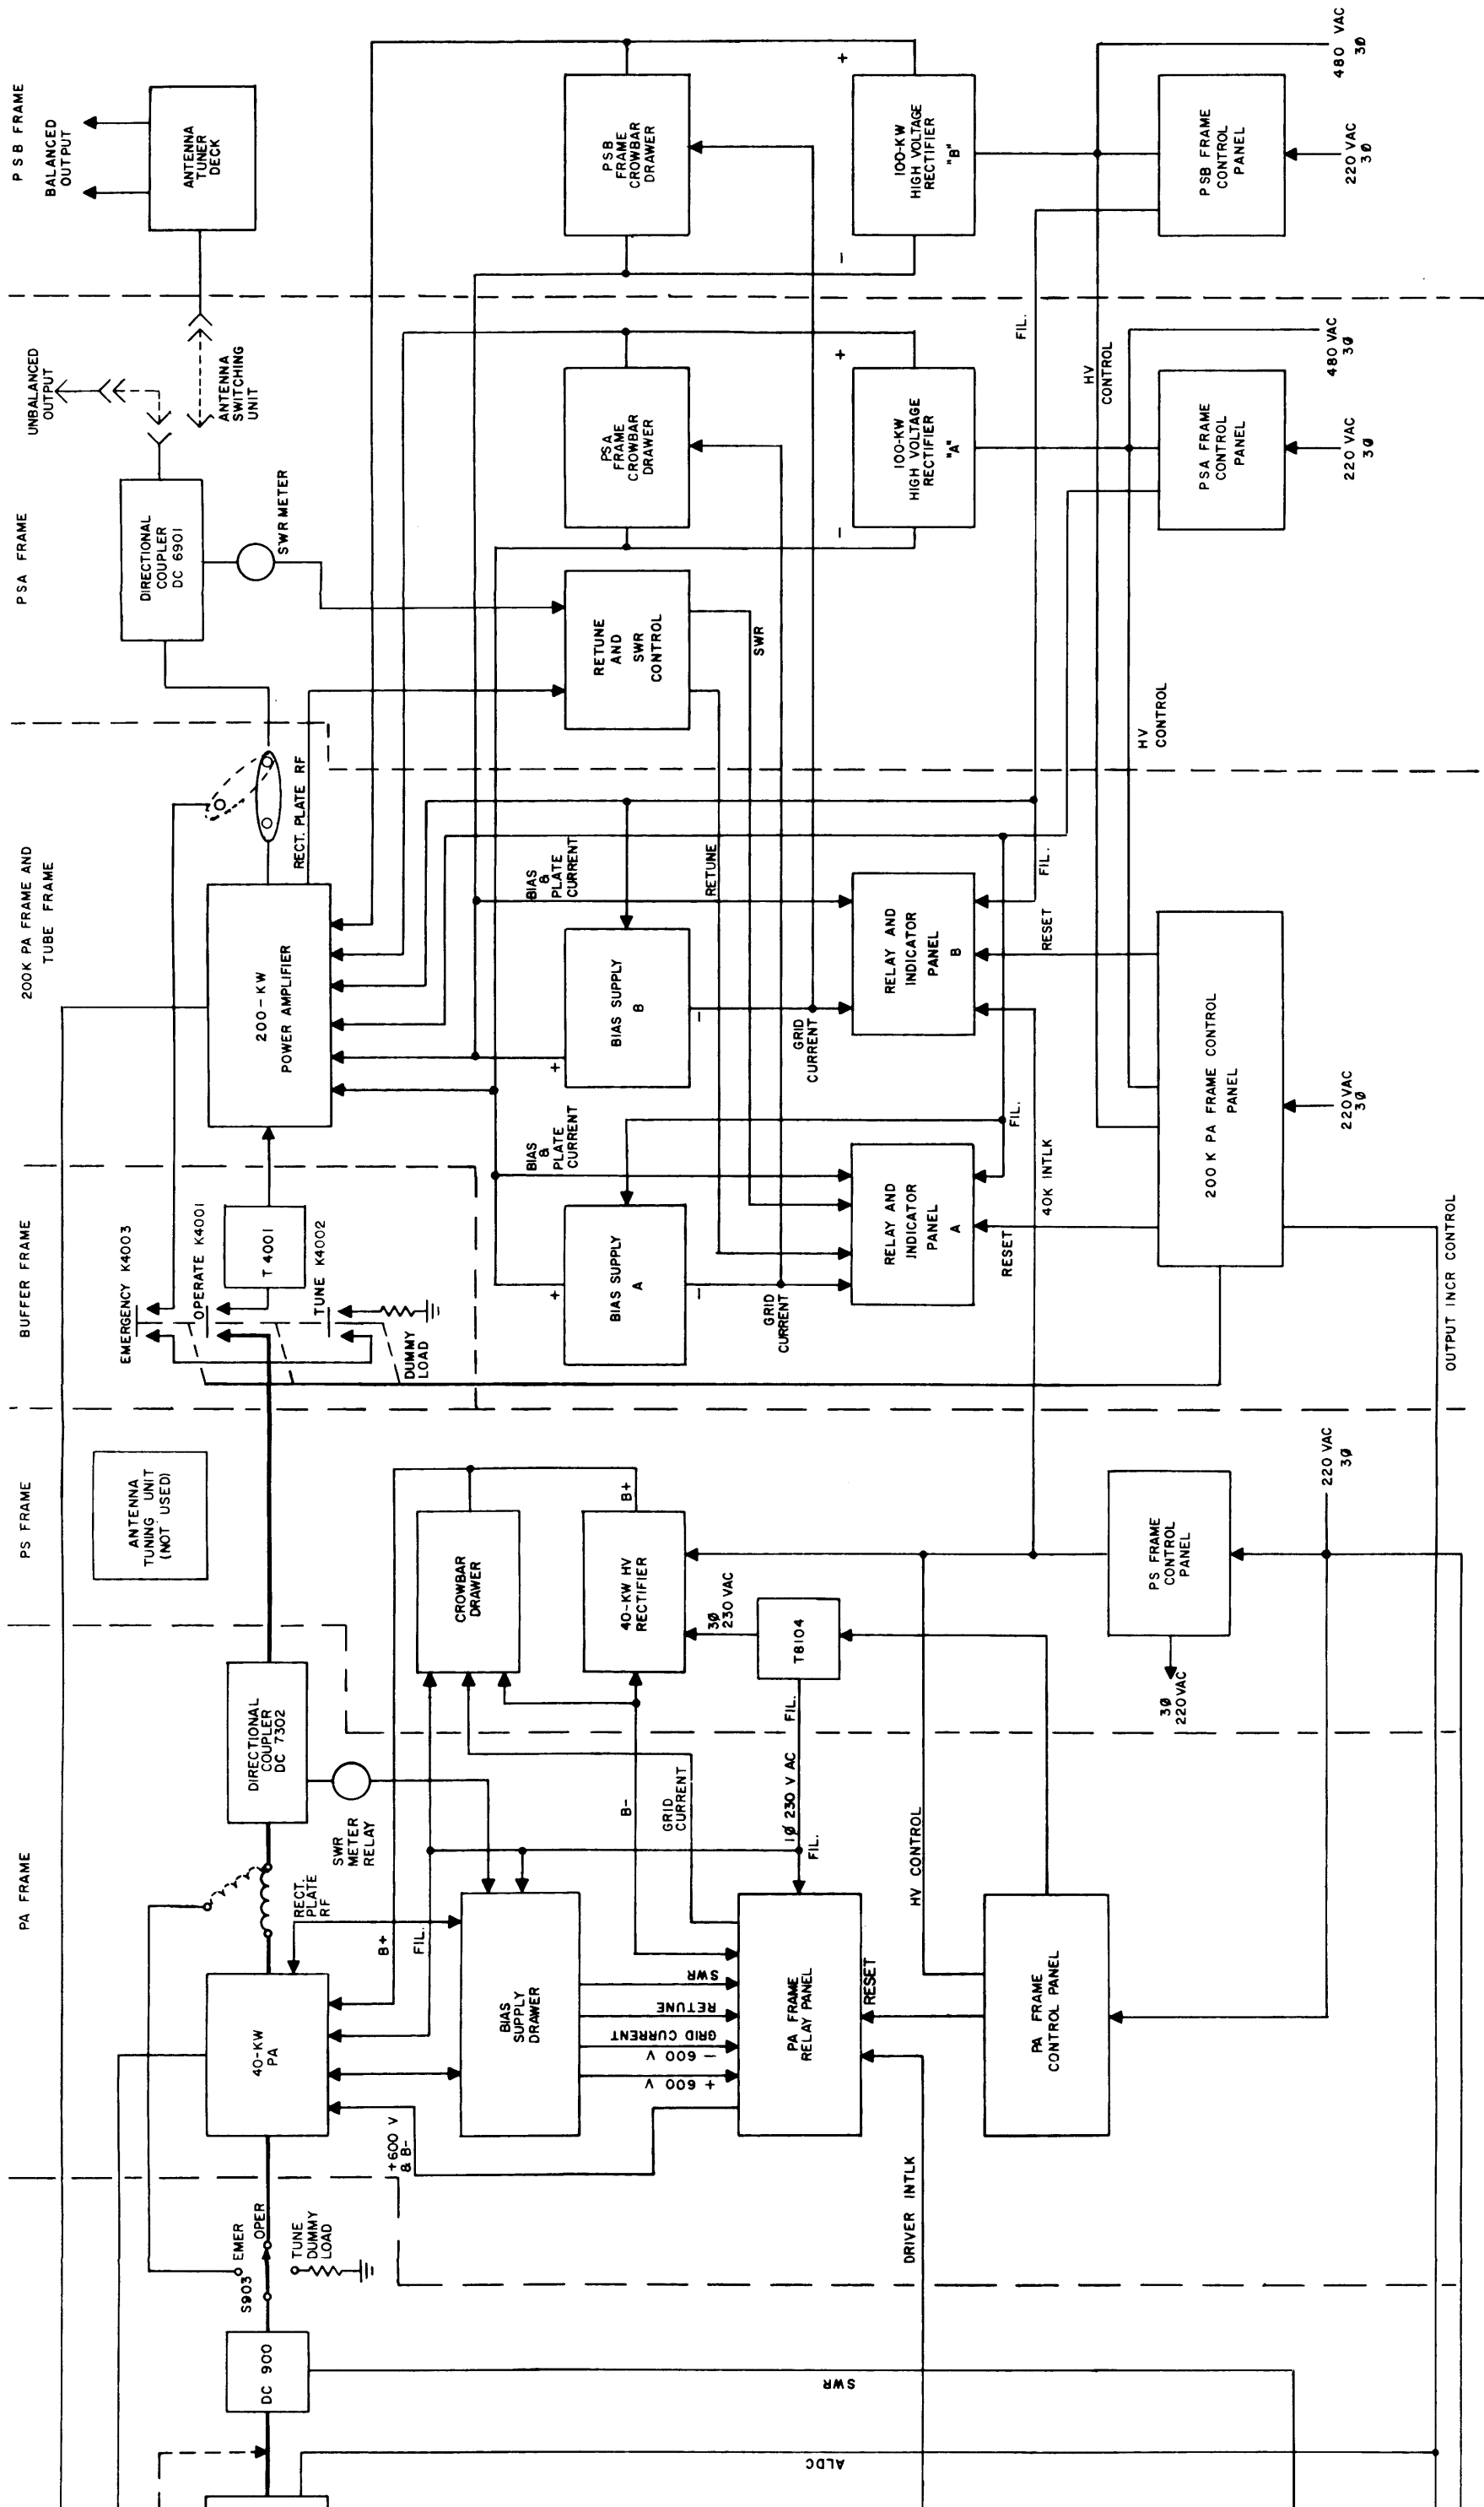 PSB FRAME
BALANCED
OUTPUT
ANTENNA
TUNER
DECK
PSB
FRAME
CROWBAR
DRAWER
+
-
100-KW
HIGH VOLTAGE
RECTIFIER
"B"
PSB FRAME
CONTROL
PANEL
480 VAC
3Ø
220 VAC
3Ø
PSA FRAME
UNBALANCED
OUTPUT
ANTENNA
SWITCHING
UNIT
DIRECTIONAL
COUPLER
DC 6901
SWR METER
PSA
FRAME
CROWBAR
DRAWER
+
-
100-KW
HIGH VOLTAGE
RECTIFIER
"A"
FIL.
HV
CONTROL
PSA FRAME
CONTROL
PANEL
480 VAC
3Ø
220 VAC
3Ø
RETUNE
AND
SWR
CONTROL
SWR
HV
CONTROL
200K PA FRAME AND
TUBE FRAME
RECT. PLATE RF
200-KW
POWER AMPLIFIER
BIAS
&
PLATE
CURRENT
RETUNE
BIAS SUPPLY
B
+
-
GRID
CURRENT
RELAY AND
INDICATOR
PANEL
B
FIL.
RESET
BIAS
&
PLATE
CURRENT
BIAS SUPPLY
A
+
-
GRID
CURRENT
RELAY AND
INDICATOR
PANEL
A
FIL.
RESET
40K INTLK
200 K PA FRAME CONTROL
PANEL
220VAC
3Ø
OUTPUT INCR CONTROL
BUFFER FRAME
EMERGENCY K4003
OPERATE K4001
T 4001
TUNE K4002
DUMMY
LOAD
PS FRAME
ANTENNA
TUNING UNIT
(NOT USED)
CROWBAR
DRAWER
B+
40-KW HV
RECTIFIER
3Ø
230 VAC
T8104
FIL.
PS FRAME
CONTROL
PANEL
220 VAC
3Ø
3Ø
220VAC
PA FRAME
DIRECTIONAL
COUPLER
DC 7302
SWR
METER
RELAY
RECT.
PLATE
RF
B+
FIL.
B-
GRID
CURRENT
1Ø 230 V AC
FIL.
HV CONTROL
40-KW
PA
+600 V
& B-
BIAS
SUPPLY
DRAWER
SWR
RETUNE
GRID CURRENT
- 600 V
+ 600 V
PA FRAME
RELAY PANEL
RESET
PA FRAME
CONTROL PANEL
DRIVER INTLK
EMER
OPER
S903
TUNE
DUMMY
LOAD
DC 900
SWR
ALDC